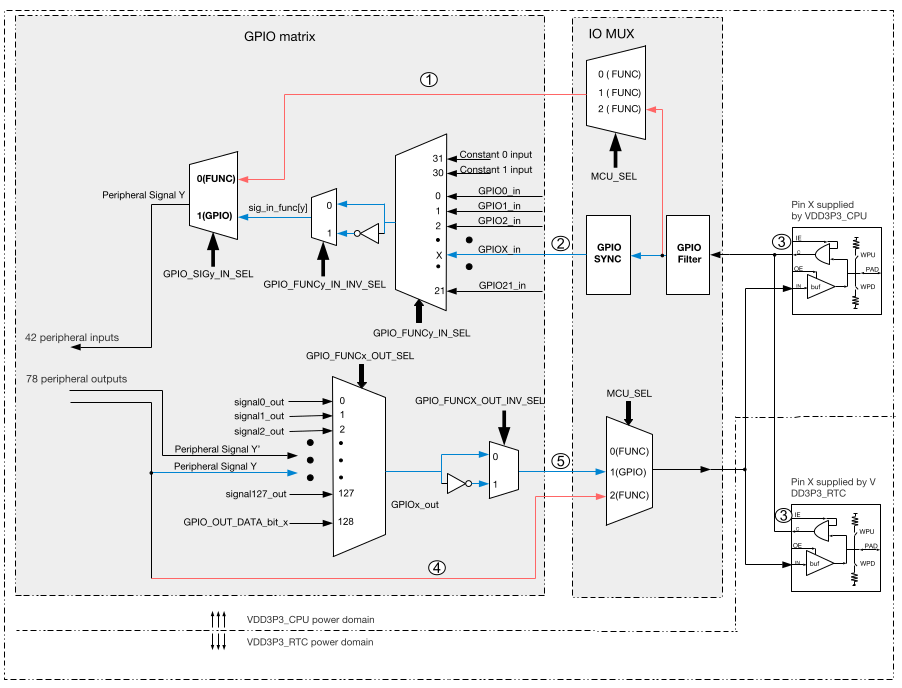 GPIO matrix
IO MUX
0 ( FUNC)
1 ( FUNC)
2 ( FUNC)
MCU_SEL
1
31
Constant 0 input
30
Constant 1 input
0
GPIO0_in
1
GPIO1_in
2
GPIO2_in
X
GPIOX_in
21
GPIO21_in
GPIO_FUNCy_IN_SEL
2
0(FUNC)
1(GPIO)
Peripheral Signal Y
GPIO_SIGy_IN_SEL
sig_in_func[y]
0
1
GPIO_FUNCy_IN_INV_SEL
GPIO
SYNC
GPIO
Filter
Pin X supplied
by VDD3P3_CPU
3
IE
C
OE
IN
buf
WPU
PAD
WPD
42 peripheral inputs
78 peripheral outputs
GPIO_FUNCx_OUT_SEL
signal0_out
0
signal1_out
1
signal2_out
2
Peripheral Signal Y'
Peripheral Signal Y
signal127_out
127
GPIO_OUT_DATA_bit_x
128
GPIOx_out
GPIO_FUNCX_OUT_INV_SEL
0
1
5
MCU_SEL
0(FUNC)
1(GPIO)
2(FUNC)
4
Pin X supplied by V
DD3P3_RTC
3
IE
C
OE
IN
buf
WPU
PAD
WPD
VDD3P3_CPU power domain
VDD3P3_RTC power domain